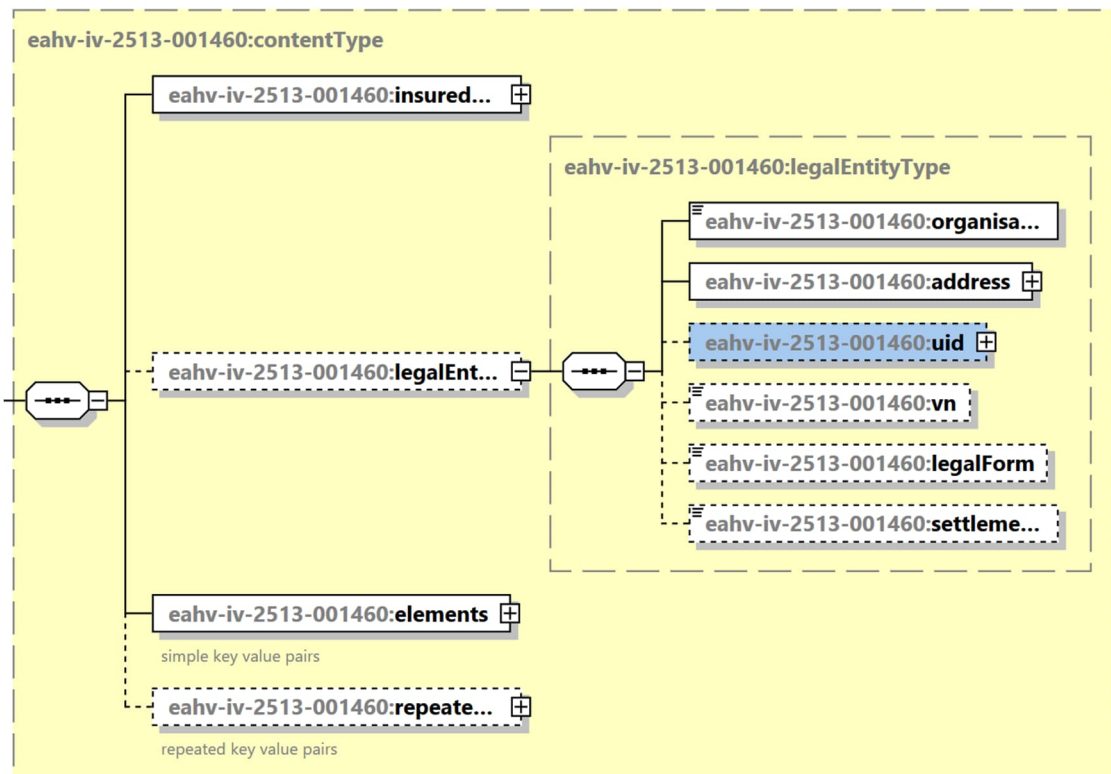 eahv-iv-2513-001460:contentType
eahv-iv-2513-001460:insured...
eahv-iv-2513-001460:legalEntityType
eahv-iv-2513-001460:organisa...
eahv-iv-2513-001460:address
eahv-iv-2513-001460:uid
eahv-iv-2513-001460:legalEnt...
eahv-iv-2513-001460:vn
eahv-iv-2513-001460:legalForm
eahv-iv-2513-001460:settleme...
eahv-iv-2513-001460:elements
simple key value pairs
eahv-iv-2513-001460:repeate...
repeated key value pairs